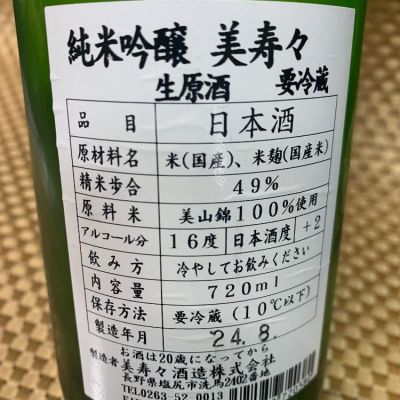 純米吟醸 美寿々
生原酒 要冷蔵
品目 日本酒
原材料名 米(国産)、米麹(国産米)
精米歩合 49%
原料米 美山錦100%使用
アルコール分 16度 日本酒度 +2
飲み方 冷やしてお飲みください
内容量 720ml
保存方法 要冷蔵(10℃以下)
製造年月 24.8.
お酒は20歳になってから
製造者 美寿々酒造株式会社
長野県塩尻市洗馬2402番地
TEL0263-52-0013